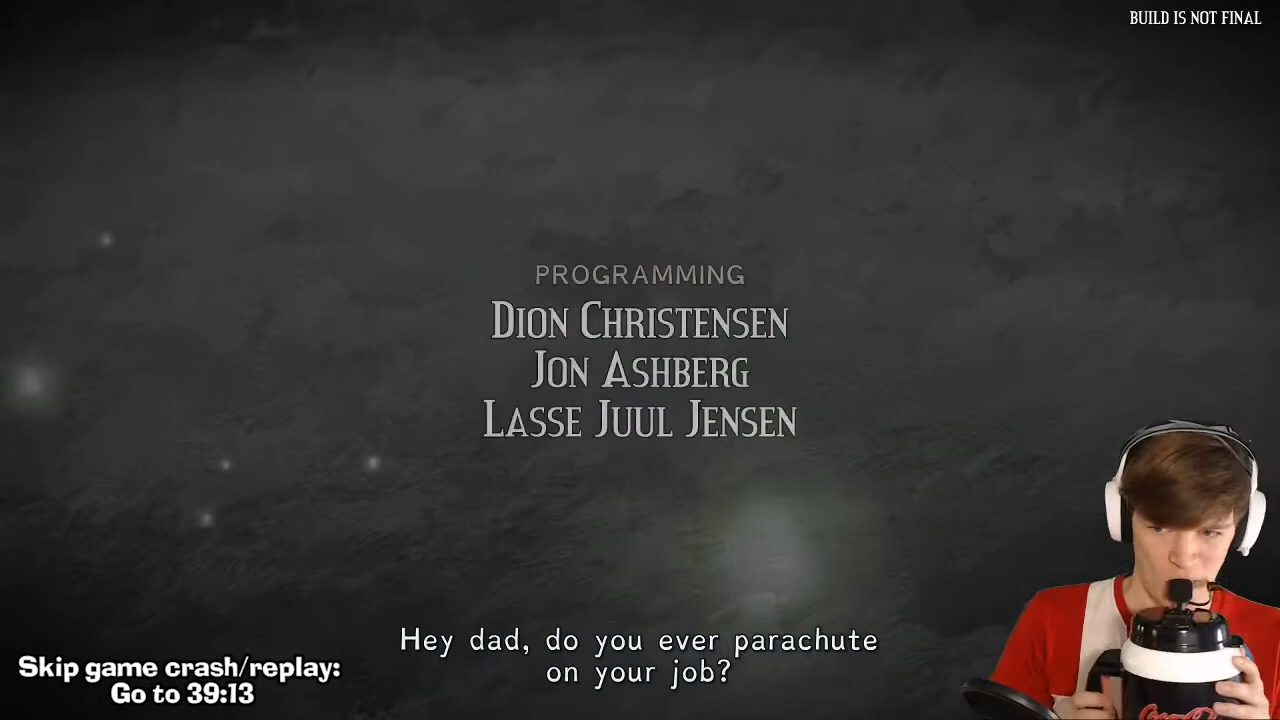 BUILD IS NOT FINAL
PROGRAMMING
DION CHRISTENSEN
JON ASHBERG
LASSE JUUL JENSEN
Hey dad, do you ever parachute
on your job?
Skip game crash/replay:
Go to 39:13